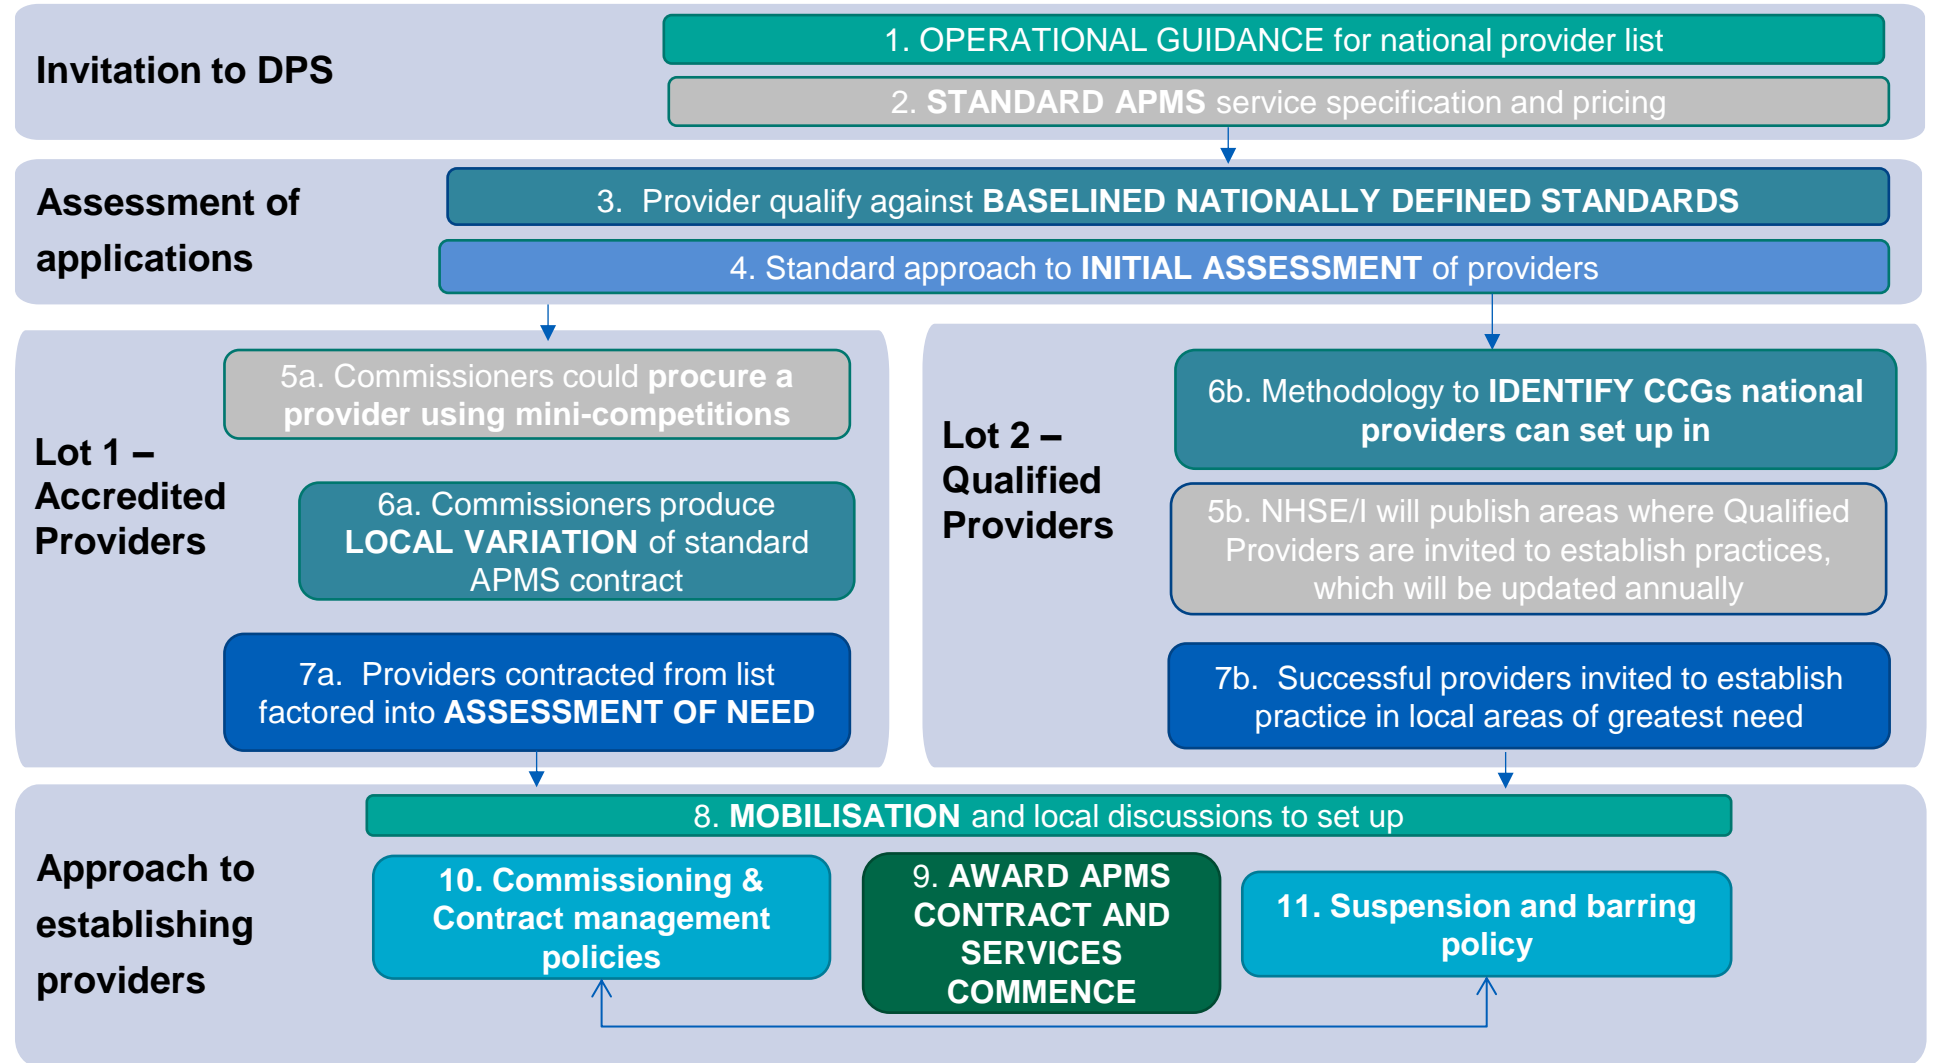 Invitation to DPS
1. OPERATIONAL GUIDANCE for national provider list
2. STANDARD APMS service specification and pricing
Assessment of
applications
3.  Provider qualify against BASELINED NATIONALLY DEFINED STANDARDS
4. Standard approach to INITIAL ASSESSMENT of providers
Lot 1 –
Accredited
Providers
5a. Commissioners could procure a
provider using mini-competitions
6a. Commissioners produce
LOCAL VARIATION of standard
APMS contract
7a.  Providers contracted from list
factored into ASSESSMENT OF NEED
Lot 2 –
Qualified
Providers
6b. Methodology to IDENTIFY CCGs national
providers can set up in
5b. NHSE/I will publish areas where Qualified
Providers are invited to establish practices,
which will be updated annually
7b.  Successful providers invited to establish
practice in local areas of greatest need
Approach to
establishing
providers
8. MOBILISATION and local discussions to set up
10. Commissioning &
Contract management
policies
9. AWARD APMS
CONTRACT AND
SERVICES
COMMENCE
11. Suspension and barring
policy